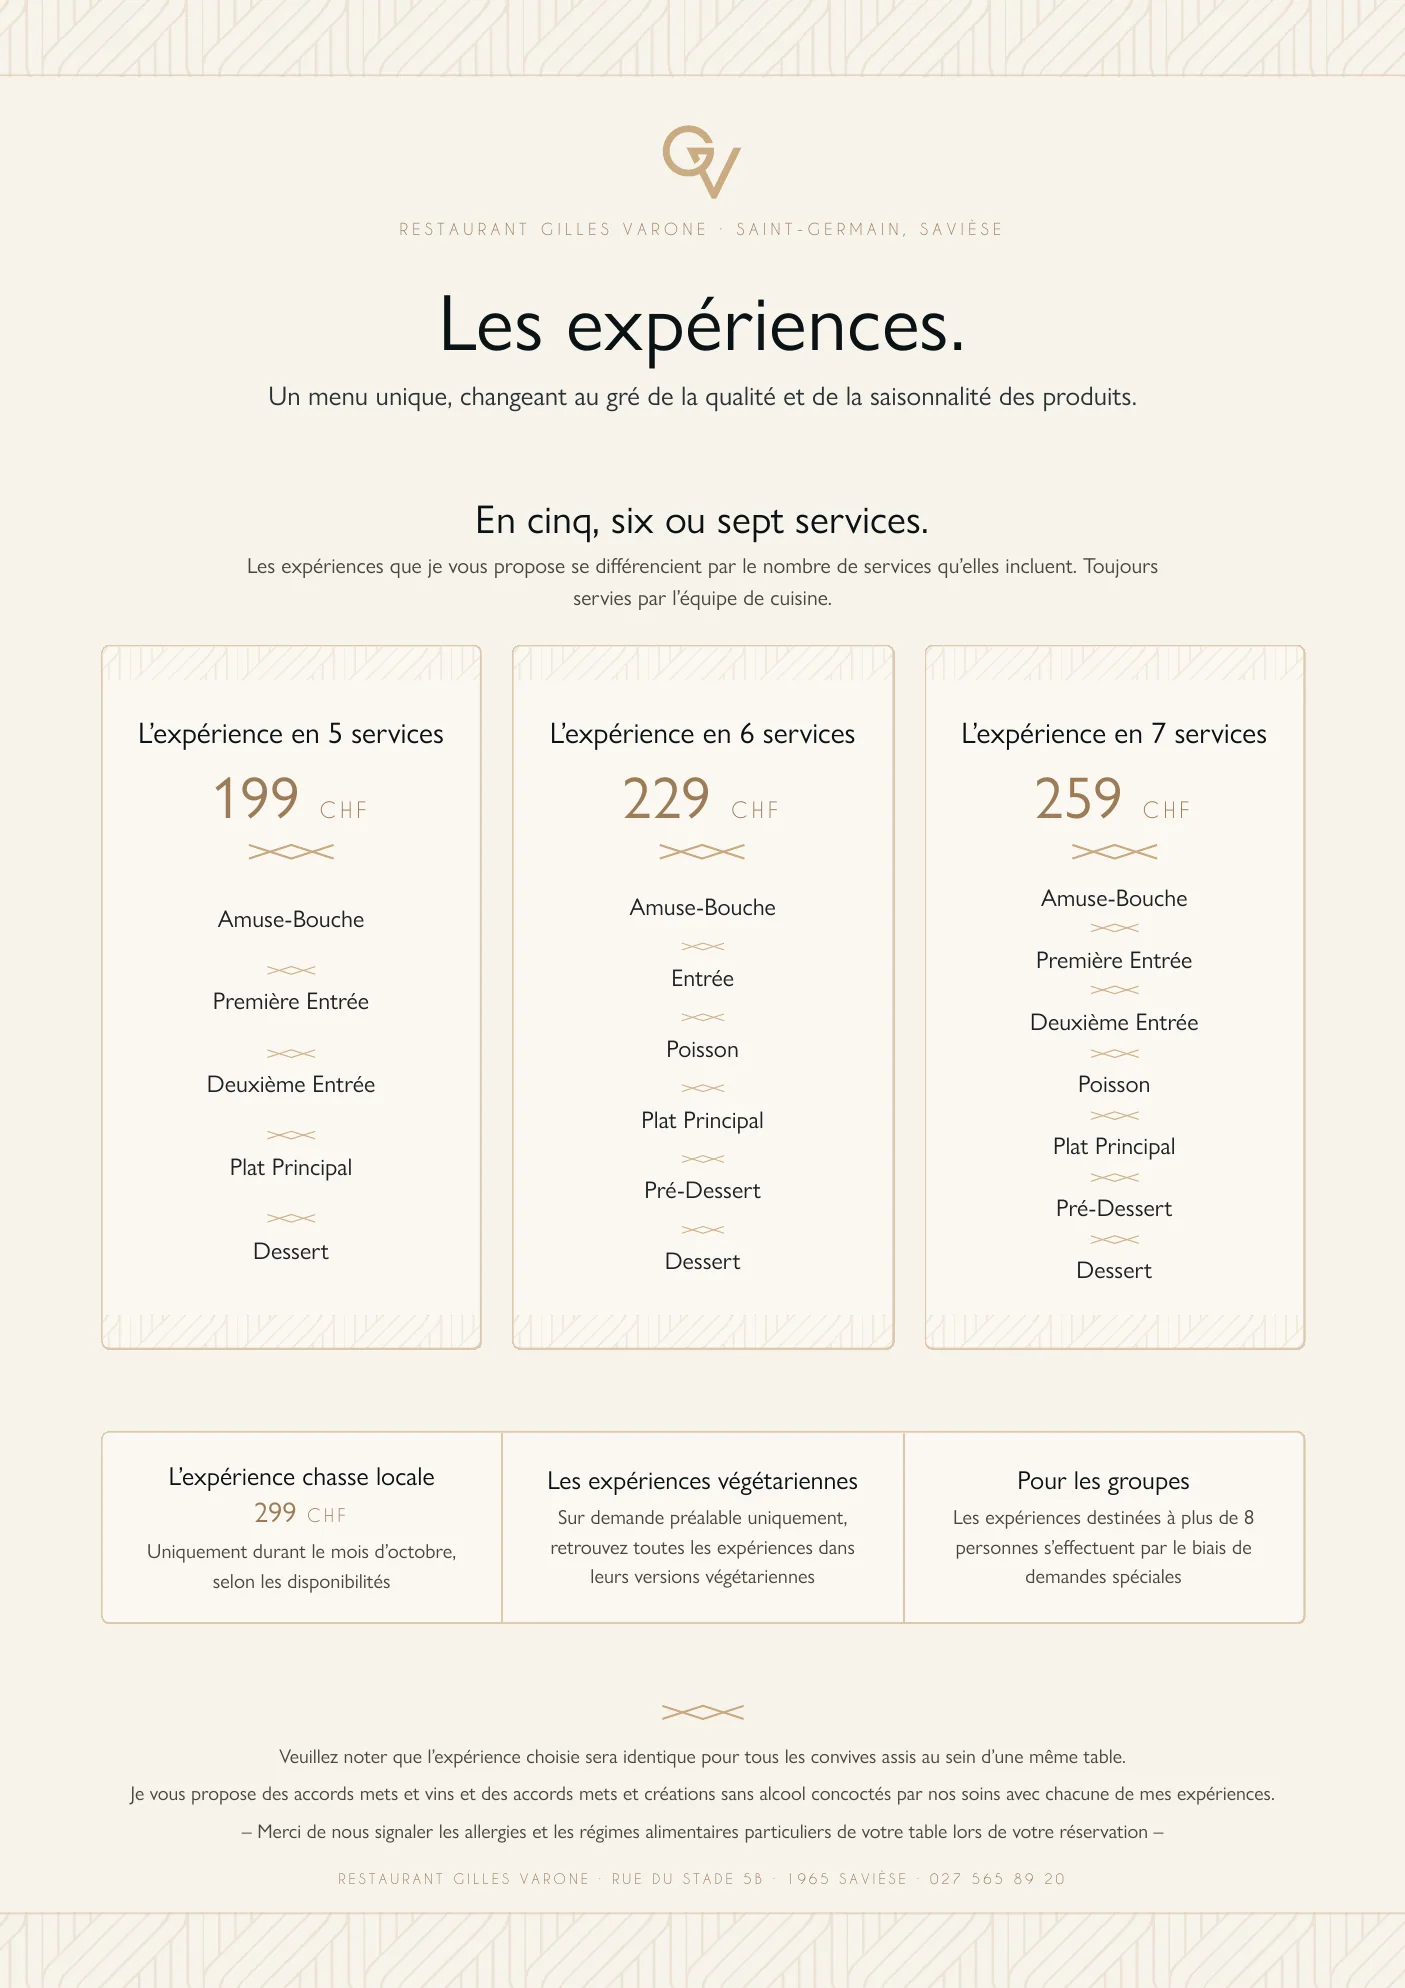 GV
RESTAURANT GILLES VARONE · SAINT-GERMAIN, SAVIÈSE
Les expériences.
Un menu unique, changeant au gré de la qualité et de la saisonnalité des produits.
En cinq, six ou sept services.
Les expériences que je vous propose se différencient par le nombre de services qu’elles incluent. Toujours
servies par l’équipe de cuisine.
L’expérience en 5 services
199 CHF
Amuse-Bouche
Première Entrée
Deuxième Entrée
Plat Principal
Dessert
L’expérience en 6 services
229 CHF
Amuse-Bouche
Entrée
Poisson
Plat Principal
Pré-Dessert
Dessert
L’expérience en 7 services
259 CHF
Amuse-Bouche
Première Entrée
Deuxième Entrée
Poisson
Plat Principal
Pré-Dessert
Dessert
L’expérience chasse locale
299 CHF
Uniquement durant le mois d’octobre,
selon les disponibilités
Les expériences végétariennes
Sur demande préalable uniquement,
retrouvez toutes les expériences dans
leurs versions végétariennes
Pour les groupes
Les expériences destinées à plus de 8
personnes s’effectuent par le biais de
demandes spéciales
Veuillez noter que l’expérience choisie sera identique pour tous les convives assis au sein d’une même table.
Je vous propose des accords mets et vins et des accords mets et créations sans alcool concoctés par nos soins avec chacune de mes expériences.
– Merci de nous signaler les allergies et les régimes alimentaires particuliers de votre table lors de votre réservation –
RESTAURANT GILLES VARONE · RUE DU STADE 5B · 1965 SAVIÈSE · 027 565 89 20